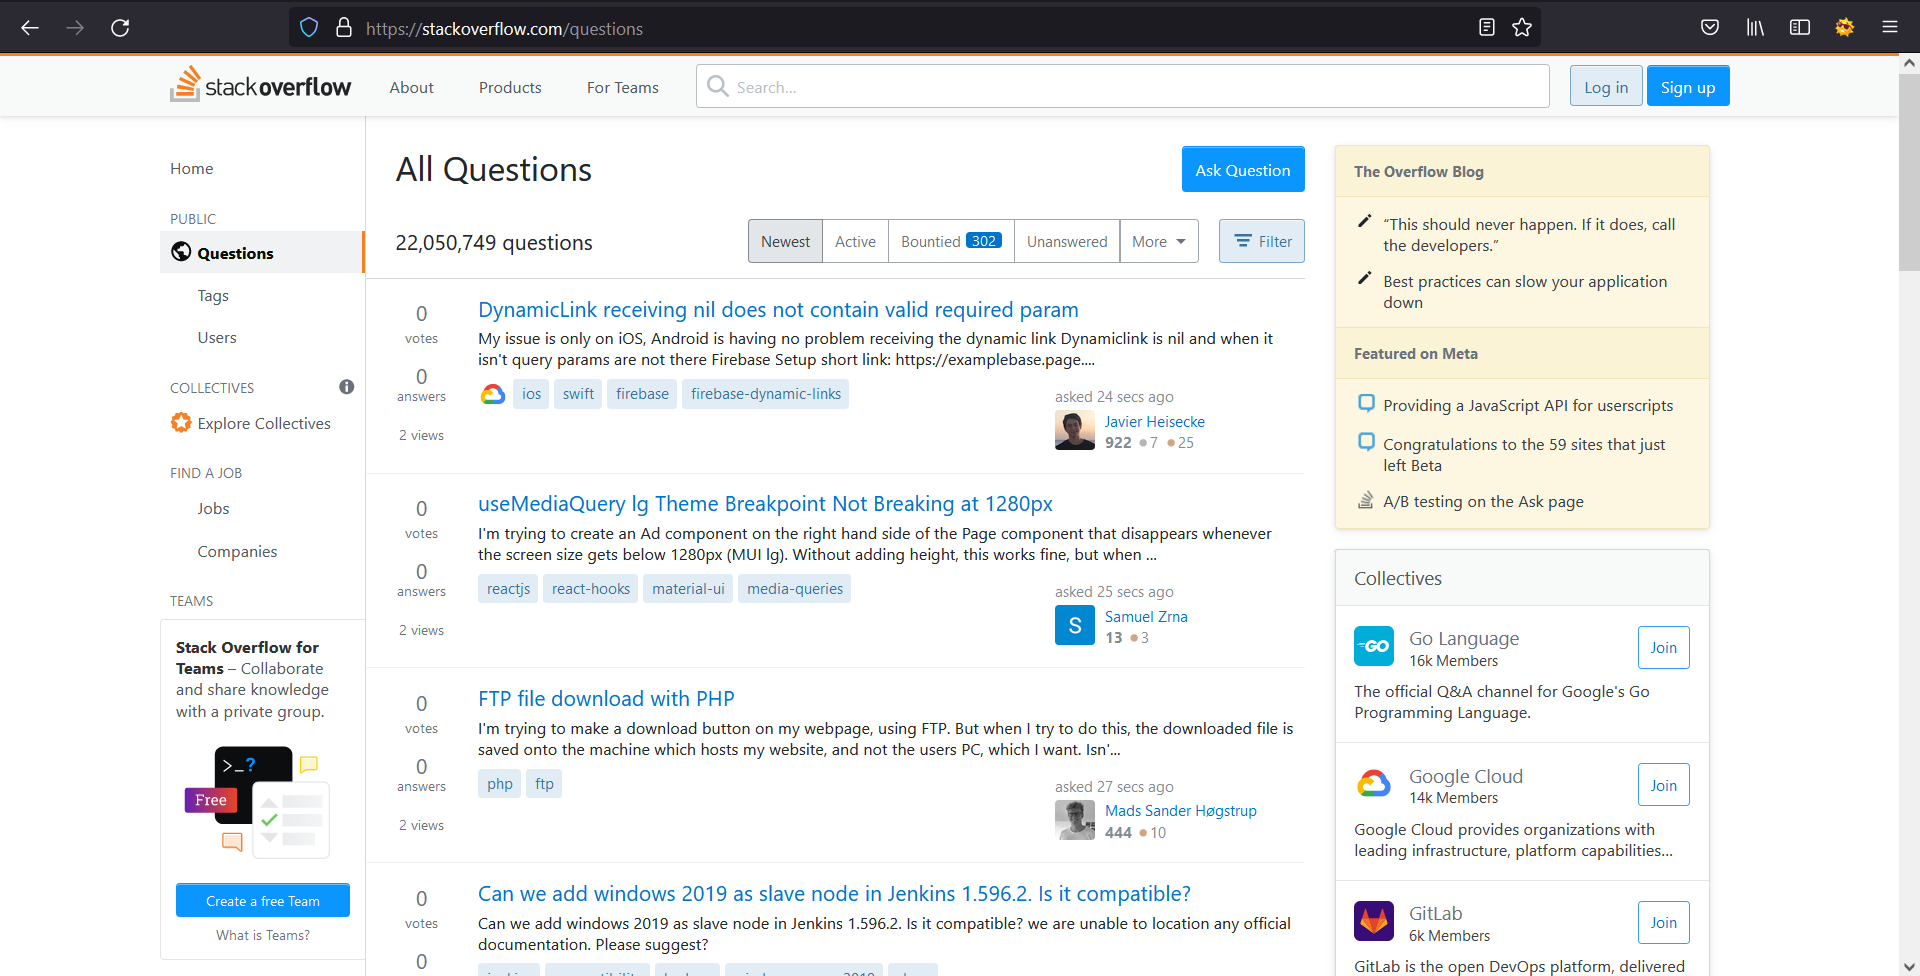 https://stackoverflow.com/questions
stackoverflow
About
Products
For Teams
Search...
Log in
Sign up
Home
PUBLIC
Questions
Tags
Users
COLLECTIVES
Explore Collectives
FIND A JOB
Jobs
Companies
TEAMS
Stack Overflow for
Teams – Collaborate
and share knowledge
with a private group.
>_?
Free
Create a free Team
What is Teams?
All Questions
Ask Question
22,050,749 questions
Newest
Active
Bountied 302
Unanswered
More
Filter
0
votes
0
answers
2 views
DynamicLink receiving nil does not contain valid required param
My issue is only on iOS, Android is having no problem receiving the dynamic link Dynamiclink is nil and when it
isn't query params are not there Firebase Setup short link: https://examplebase.page....
ios swift firebase firebase-dynamic-links
asked 24 secs ago
Javier Heisecke
922 ●7 ●25
0
votes
0
answers
2 views
useMediaQuery lg Theme Breakpoint Not Breaking at 1280px
I'm trying to create an Ad component on the right hand side of the Page component that disappears whenever
the screen size gets below 1280px (MUI lg). Without adding height, this works fine, but when ...
reactjs react-hooks material-ui media-queries
asked 25 secs ago
S
Samuel Zrna
13 ●3
0
votes
0
answers
2 views
FTP file download with PHP
I'm trying to make a download button on my webpage, using FTP. But when I try to do this, the downloaded file is
saved onto the machine which hosts my website, and not the users PC, which I want. Isn'...
php ftp
asked 27 secs ago
Mads Sander Høgstrup
444 ●10
0
votes
0
Can we add windows 2019 as slave node in Jenkins 1.596.2. Is it compatible?
Can we add windows 2019 as slave node in Jenkins 1.596.2. Is it compatible? we are unable to location any official
documentation. Please suggest?
The Overflow Blog
“This should never happen. If it does, call
the developers.”
Best practices can slow your application
down
Featured on Meta
Providing a JavaScript API for userscripts
Congratulations to the 59 sites that just
left Beta
A/B testing on the Ask page
Collectives
GO
Go Language
16k Members
Join
The official Q&A channel for Google's Go
Programming Language.
Google Cloud
14k Members
Join
Google Cloud provides organizations with
leading infrastructure, platform capabilities...
GitLab
6k Members
Join
GitLab is the open DevOps platform, delivered